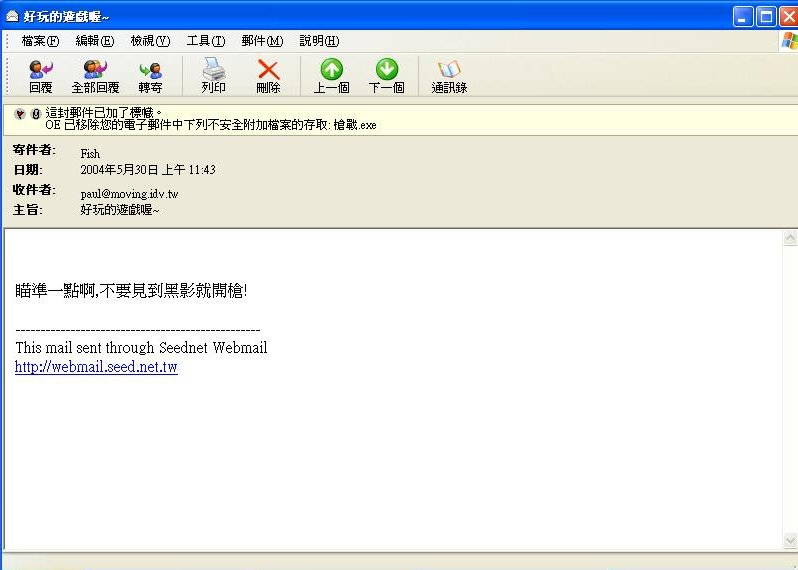 好玩的遊戲喔~
檔案(F) 編輯(E) 檢視(V) 工具(T) 郵件(M) 說明(H)
回覆 全部回覆 轉寄 列印 刪除 上一個 下一個 通訊錄
這封郵件已加了標幟。
OE 已移除您的電子郵件中下列不安全附加檔案的存取: 槍戰.exe
寄件者: Fish
日期: 2004年5月30日 上午 11:43
收件者: paul@moving.idv.tw
主旨: 好玩的遊戲喔~
瞄準一點啊,不要見到黑影就開槍!
-------------------------------------------------
This mail sent through Seednet Webmail
http://webmail.seed.net.tw